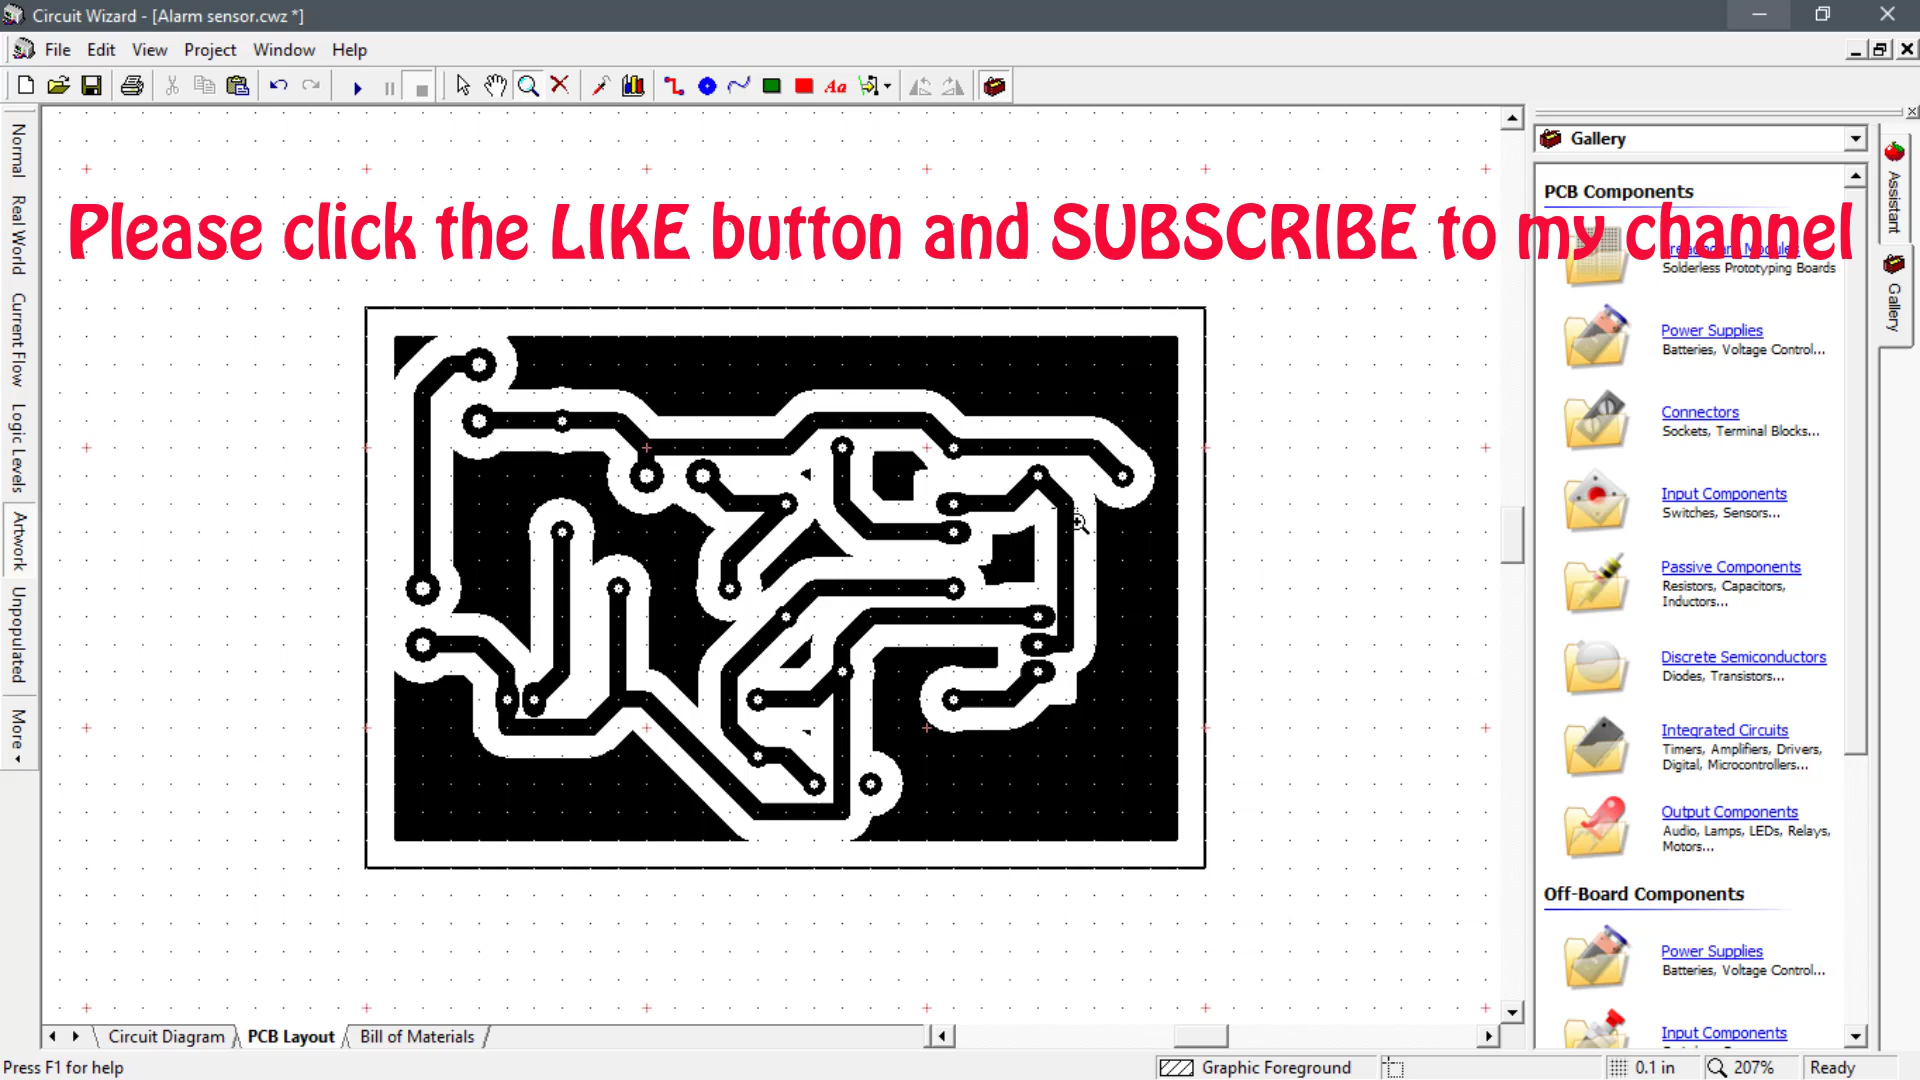 Circuit Wizard - [Alarm sensor.cwz *]
File Edit View Project Window Help
Aa
Normal
Real World
Current Flow
Logic Levels
Artwork
Unpopulated
More
Please click the LIKE button and SUBSCRIBE to my channel
Gallery
PCB Components
Solderless Prototyping Boards
Power Supplies
Batteries, Voltage Control...
Connectors
Sockets, Terminal Blocks...
Input Components
Switches, Sensors...
Passive Components
Resistors, Capacitors,
Inductors...
Discrete Semiconductors
Diodes, Transistors...
Integrated Circuits
Timers, Amplifiers, Drivers,
Digital, Microcontrollers...
Output Components
Audio, Lamps, LEDs, Relays,
Motors...
Off-Board Components
Power Supplies
Batteries, Voltage Control...
Input Components
Assistant
Gallery
Circuit Diagram PCB Layout Bill of Materials
Press F1 for help
Graphic Foreground
0.1 in
207%
Ready